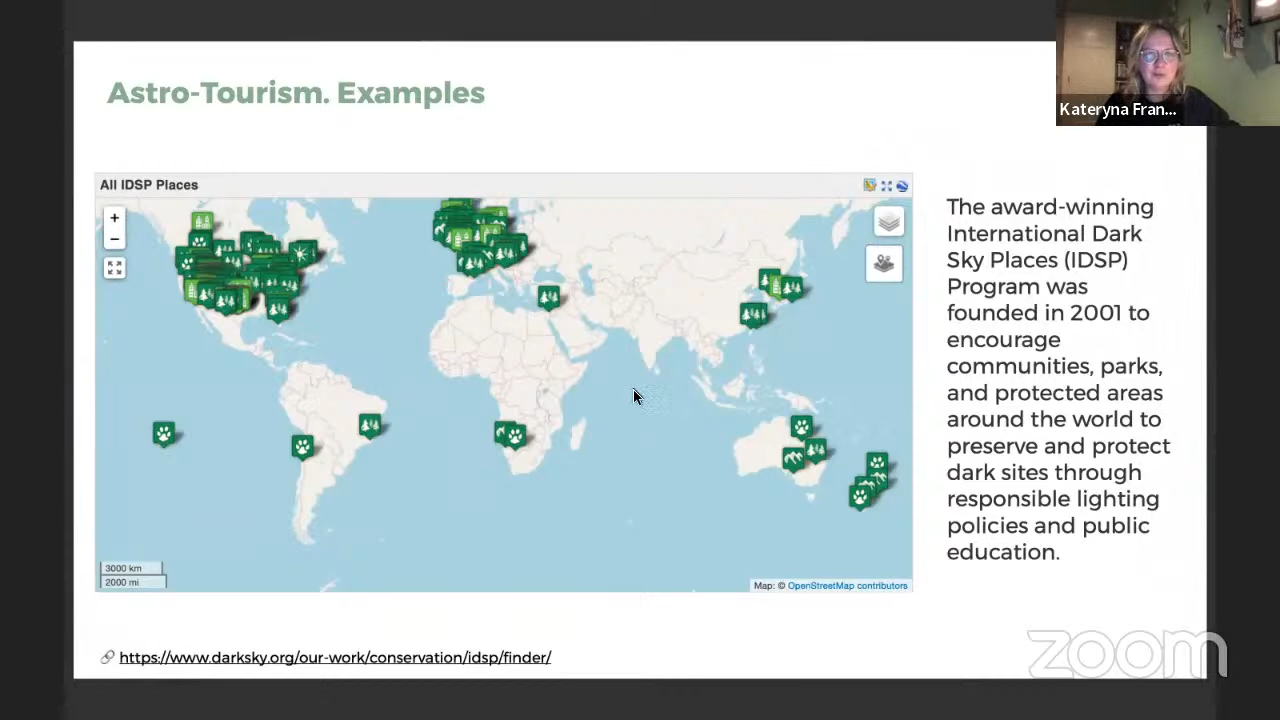 Astro-Tourism. Examples
Kateryna Fran...
All IDSP Places
+
−
3000 km
2000 mi
Map: © OpenStreetMap contributors
The award-winning
International Dark
Sky Places (IDSP)
Program was
founded in 2001 to
encourage
communities, parks,
and protected areas
around the world to
preserve and protect
dark sites through
responsible lighting
policies and public
education.
https://www.darksky.org/our-work/conservation/idsp/finder/
zoom